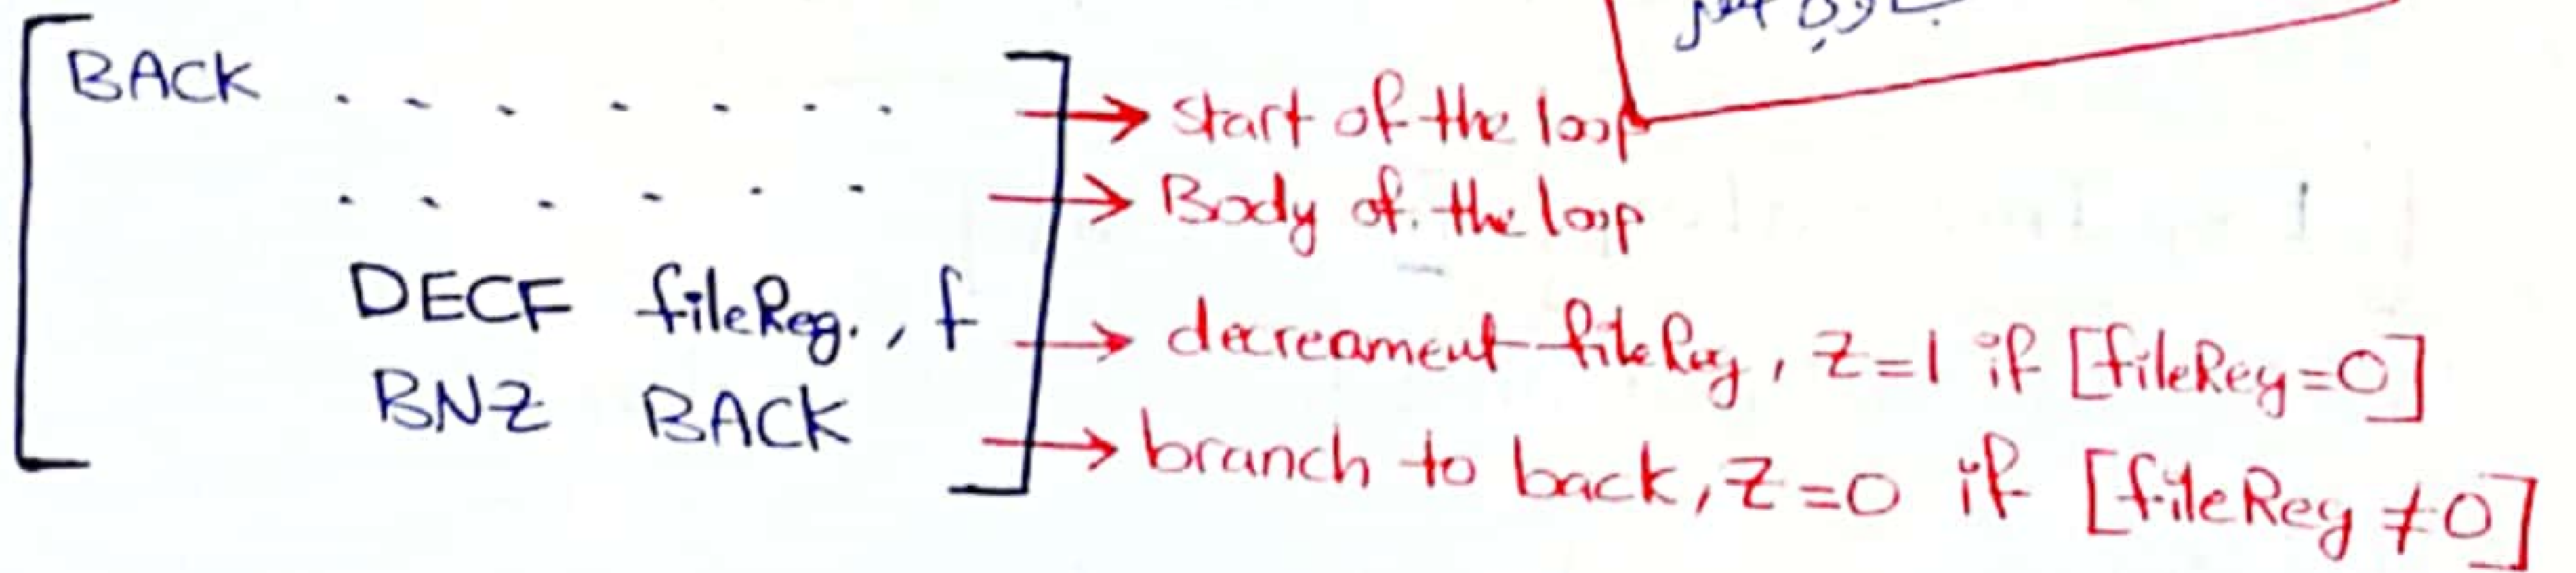 BACK . . . . . . . → start of the loop
. . . . . . → Body of the loop
DECF fileReg. , f → decreament fileReg, Z=1 if [fileReg=0]
BNZ BACK → branch to back, Z=0 if [fileReg ≠0]